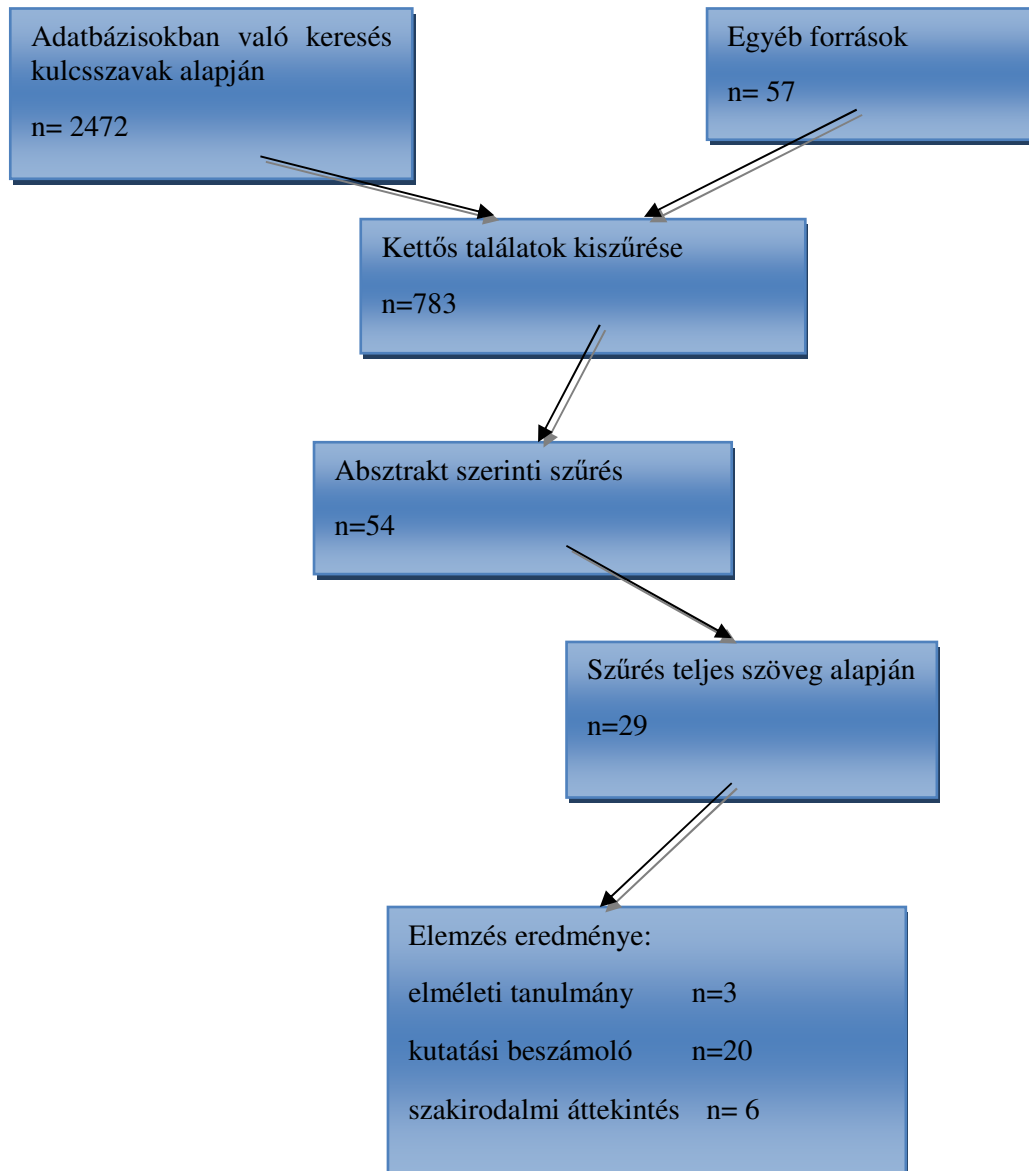 Adatbázisokban való keresés
kulcsszavak alapján
n= 2472
Egyéb források
n= 57
Kettős találatok kiszűrése
n=783
Absztrakt szerinti szűrés
n=54
Szűrés teljes szöveg alapján
n=29
Elemzés eredménye:
elméleti tanulmány n=3
kutatási beszámoló n=20
szakirodalmi áttekintés n= 6